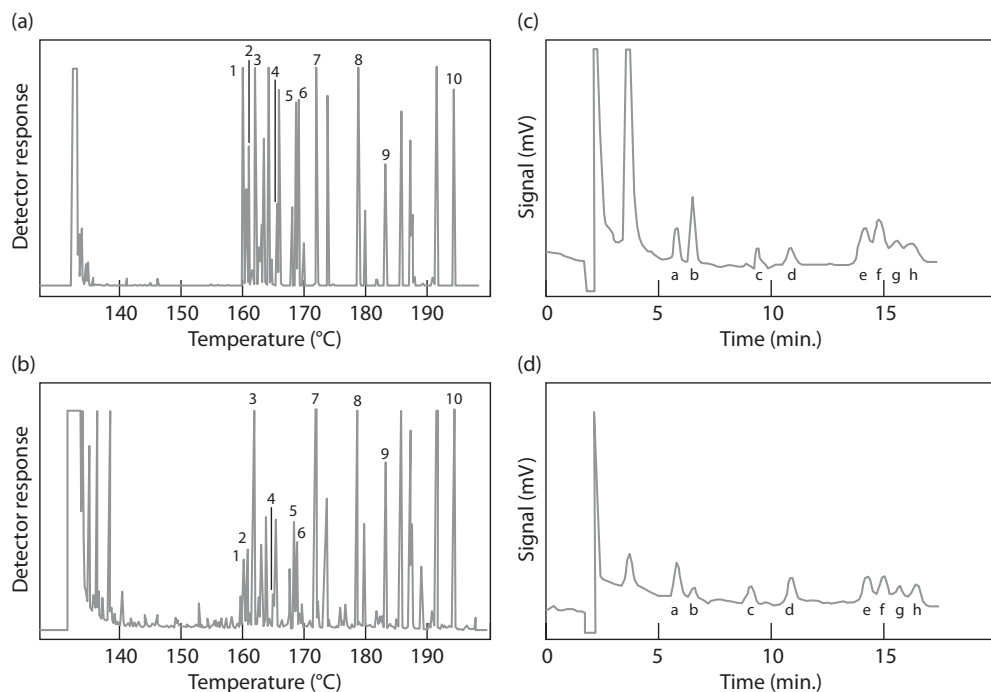 (a)
2
1 3 7 8 10
4
5 6
9
Detector response
140 150 160 170 180 190
Temperature (°C)
(c)
Signal (mV)
a b c d e f g h
0 5 10 15
Time (min.)
(b)
3 7 8 10
4 9
5
2 6
1
Detector response
140 150 160 170 180 190
Temperature (°C)
(d)
Signal (mV)
a b c d e f g h
0 5 10 15
Time (min.)